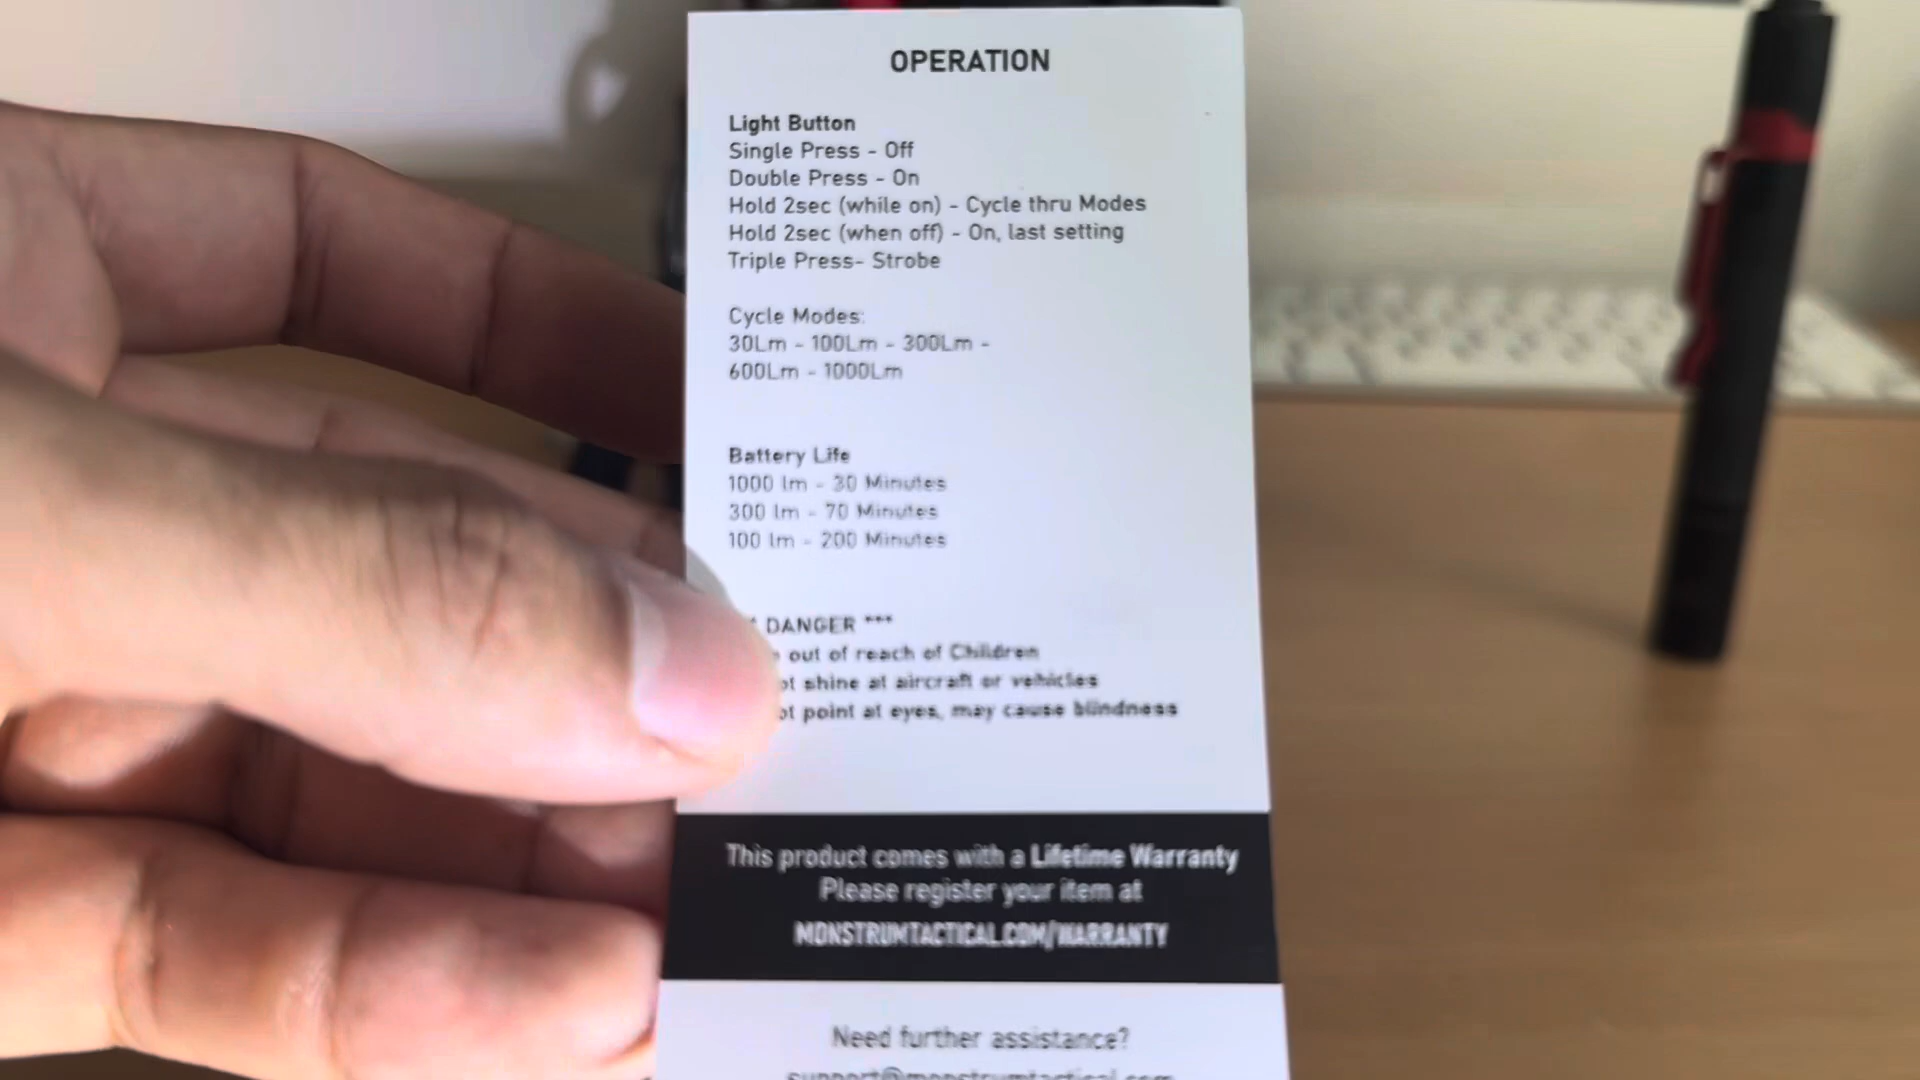 OPERATION
Light Button
Single Press - Off
Double Press - On
Hold 2sec (while on) - Cycle thru Modes
Hold 2sec (when off) - On, last setting
Triple Press- Strobe
Cycle Modes:
30Lm - 100Lm - 300Lm -
600Lm - 1000Lm
Battery Life
1000 lm - 30 Minutes
300 lm - 70 Minutes
100 lm - 200 Minutes
DANGER ***
out of reach of Children
shine at aircraft or vehicles
point at eyes, may cause blindness
This product comes with a Lifetime Warranty
Please register your item at
MONSTRUMTACTICAL.COM/WARRANTY
Need further assistance?
support@monstrumtactical.com